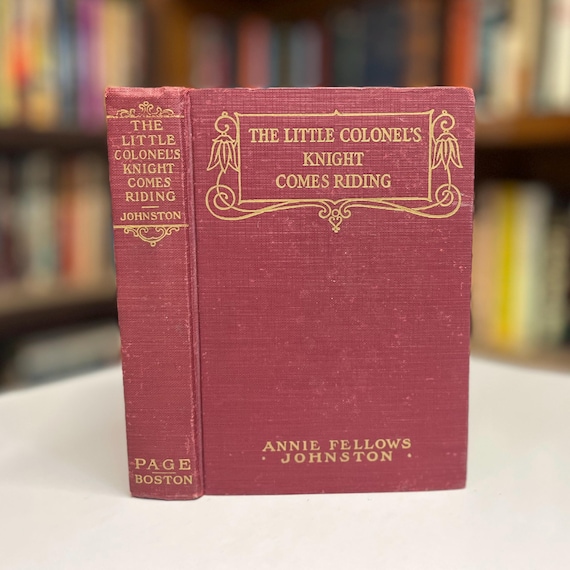 THE
LITTLE
COLONEL'S
KNIGHT
COMES
RIDING
JOHNSTON
PAGE
BOSTON
THE LITTLE COLONEL'S
KNIGHT
COMES RIDING
ANNIE FELLOWS
· JOHNSTON ·